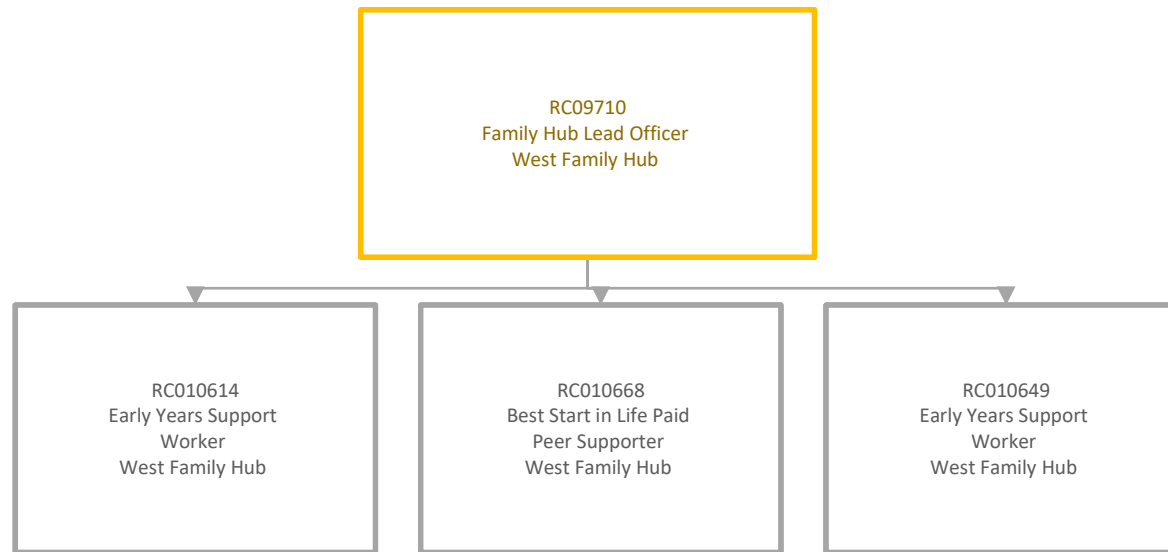 RC09710
Family Hub Lead Officer
West Family Hub
RC010614
Early Years Support
Worker
West Family Hub
RC010668
Best Start in Life Paid
Peer Supporter
West Family Hub
RC010649
Early Years Support
Worker
West Family Hub